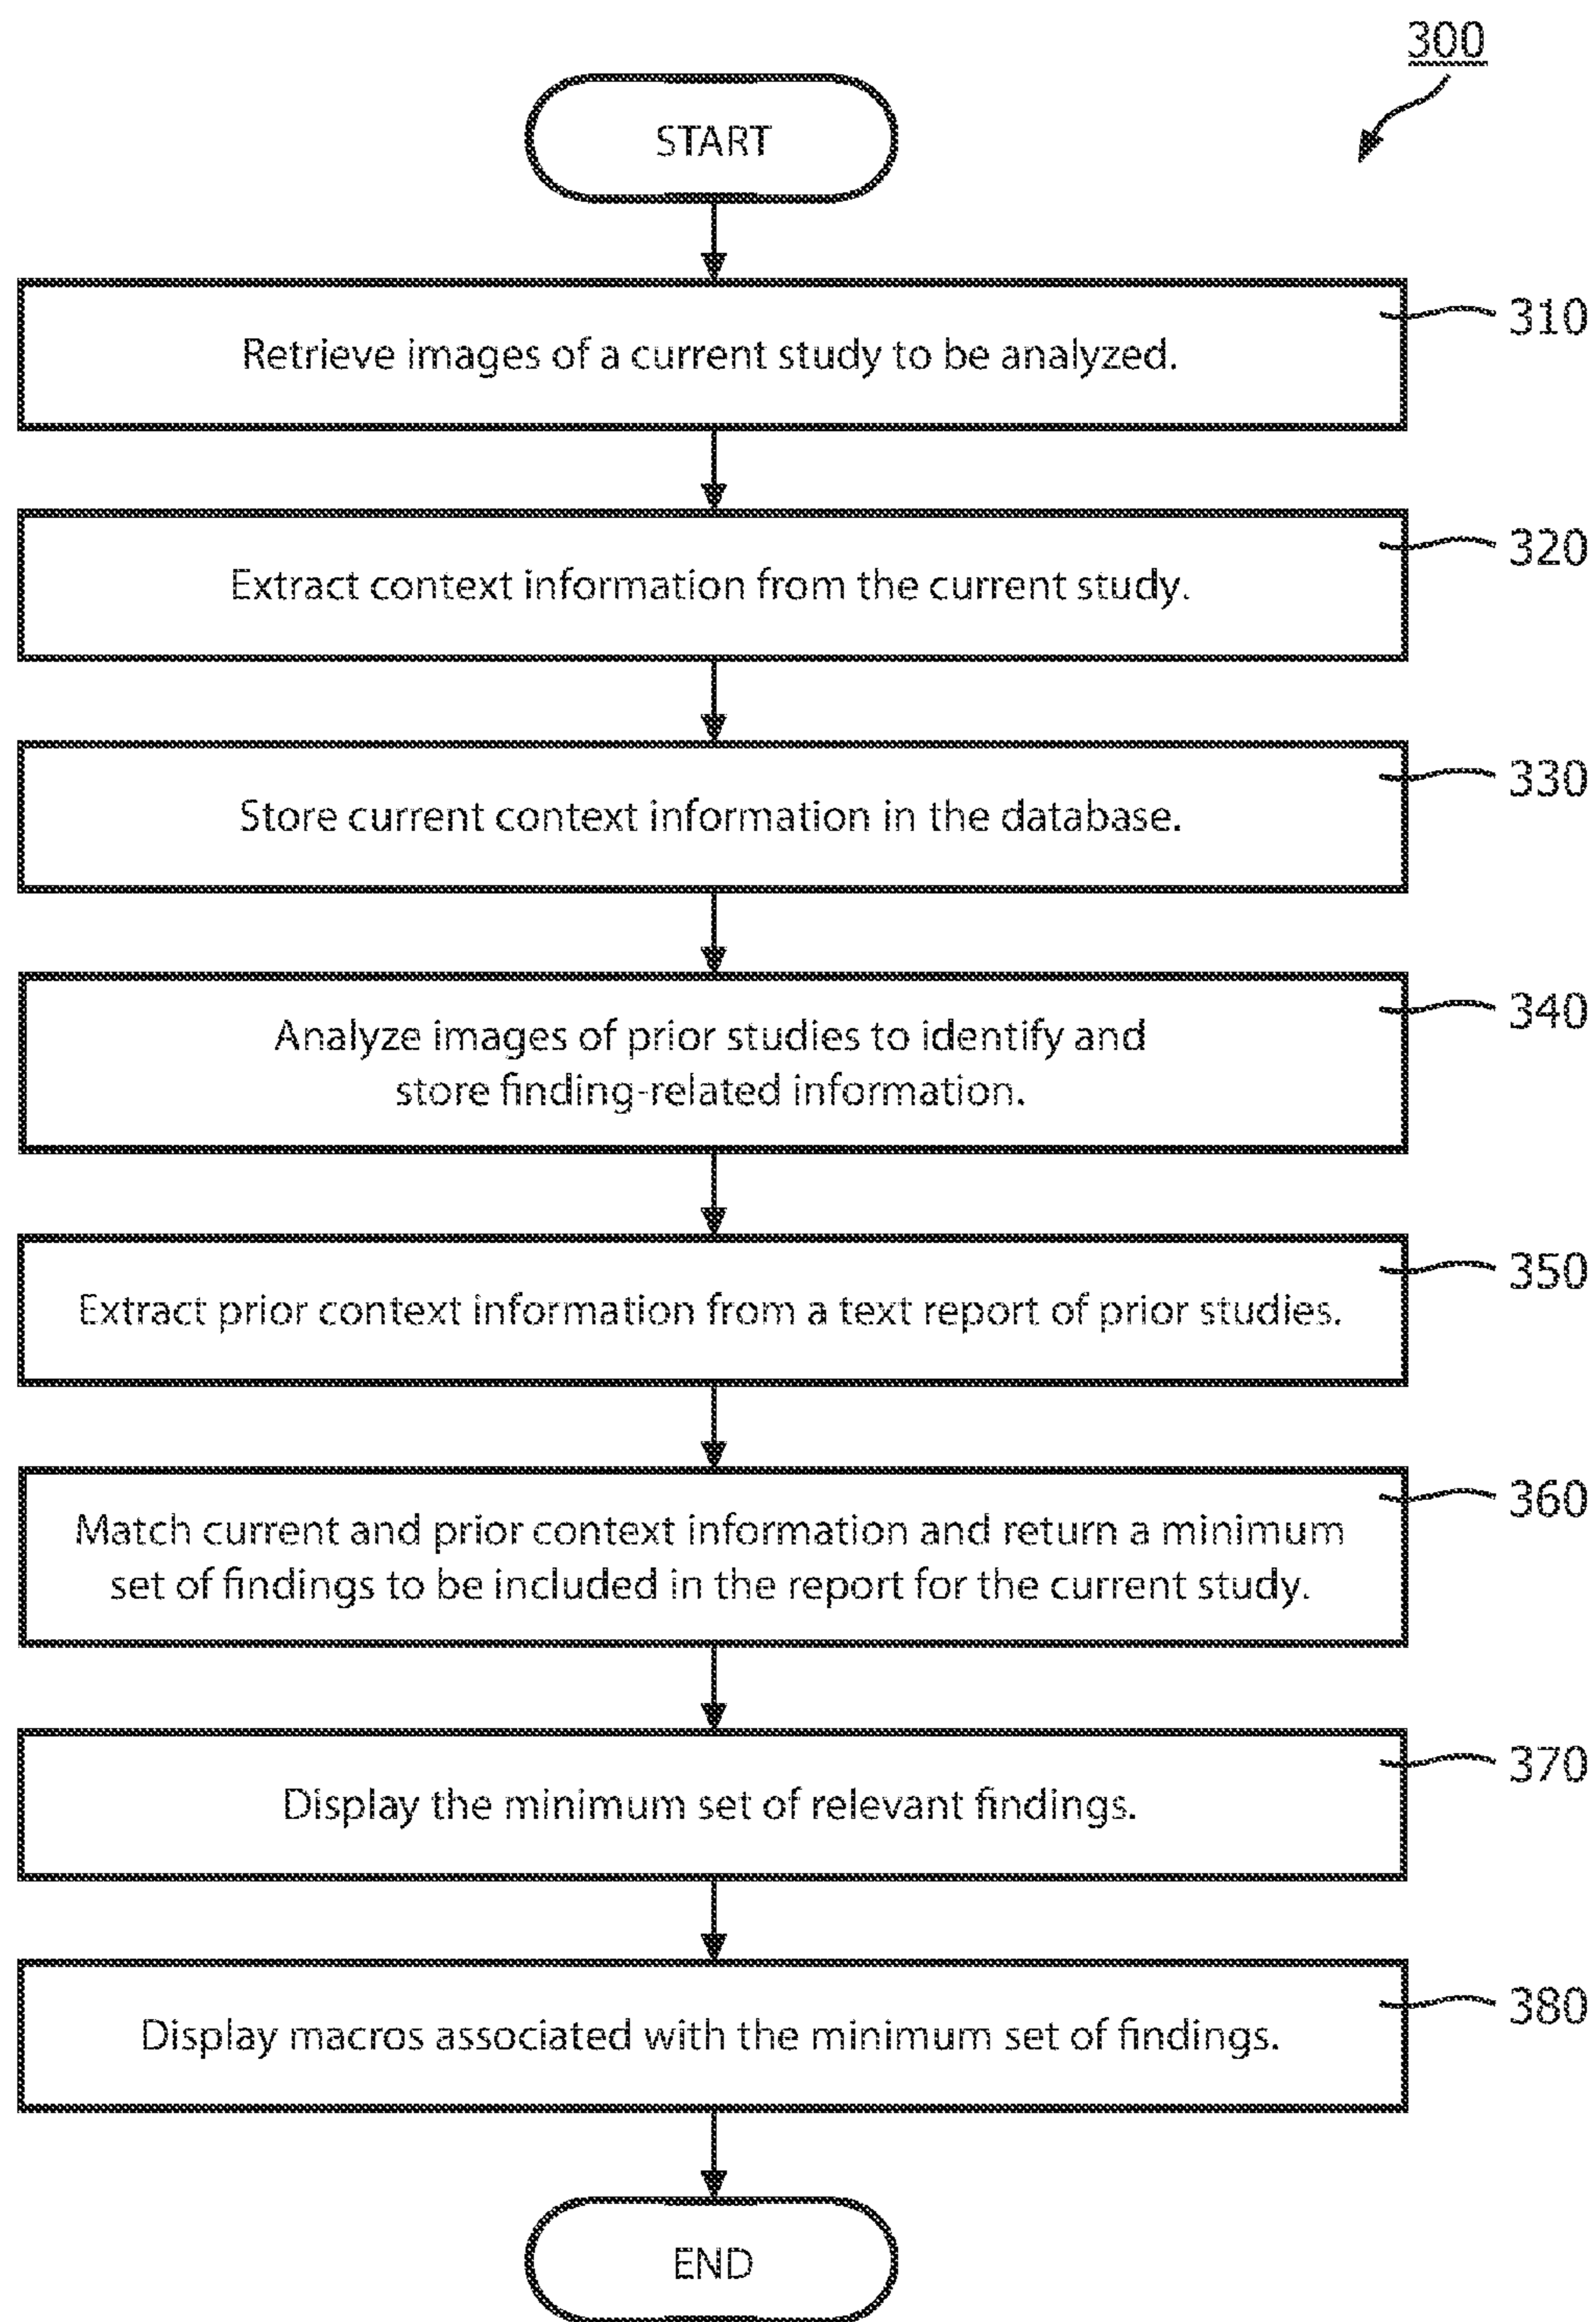 300
START
Retrieve images of a current study to be analyzed.
310
Extract context information from the current study.
320
Store current context information in the database.
330
Analyze images of prior studies to identify and
store finding-related information.
340
Extract prior context information from a text report of prior studies.
350
Match current and prior context information and return a minimum
set of findings to be included in the report for the current study.
360
Display the minimum set of relevant findings.
370
Display macros associated with the minimum set of findings.
380
END